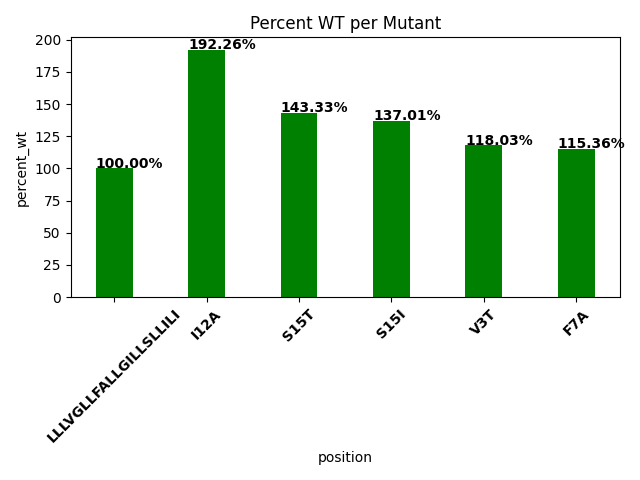 Percent WT per Mutant
percent_wt
200
175
150
125
100
75
50
25
0
100.00%
192.26%
143.33%
137.01%
118.03%
115.36%
LLLVGLLFALLGILLSLLILI
I12A
S15T
S15I
V3T
F7A
position